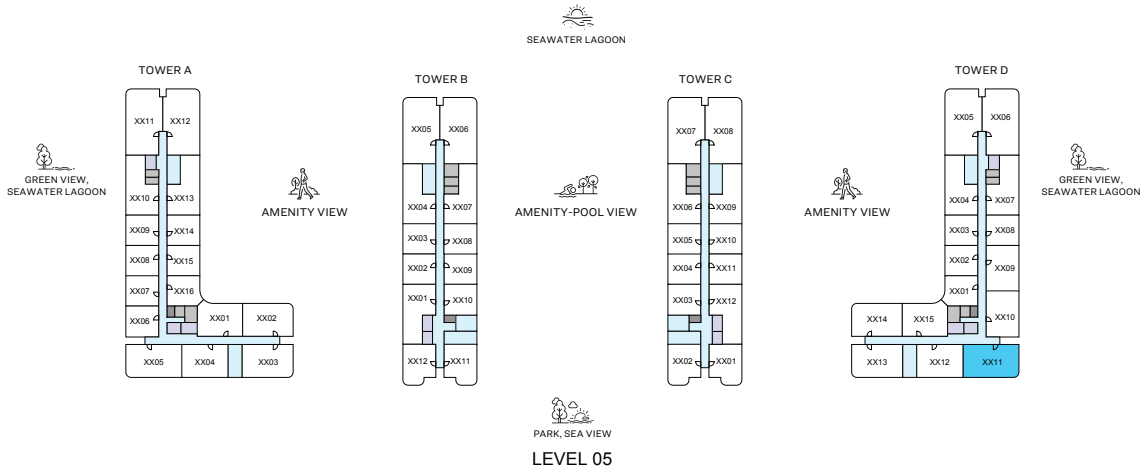 SEAWATER LAGOON
TOWER A
TOWER B
TOWER C
TOWER D
XX11
XX12
XX10
XX13
XX09
XX14
XX08
XX15
XX07
XX16
XX06
XX01
XX02
XX05
XX04
XX03
XX05
XX06
XX04
XX07
XX03
XX08
XX02
XX09
XX01
XX10
XX12
XX11
XX07
XX08
XX06
XX09
XX05
XX10
XX04
XX11
XX03
XX12
XX02
XX01
XX05
XX06
XX04
XX07
XX03
XX08
XX02
XX09
XX01
XX10
XX14
XX15
XX13
XX12
XX11
GREEN VIEW,
SEAWATER LAGOON
AMENITY VIEW
AMENITY-POOL VIEW
AMENITY VIEW
GREEN VIEW,
SEAWATER LAGOON
PARK, SEA VIEW
LEVEL 05